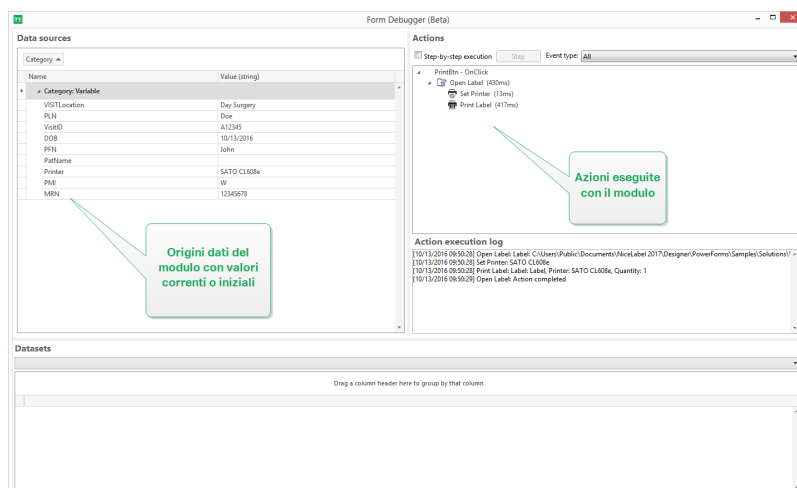 Form Debugger (Beta)
Data sources
Category
Name Value (string)
Category: Variable
VISITLocation Day Surgery
PLN Doe
VisitID A12345
DOB 10/13/2016
PFN John
PatName
Printer SATO CL608e
PMI W
MRN 12345678
Origini dati del
modulo con valori
correnti o iniziali
Actions
Step-by-step execution Step Event type: All
PrintBtn - OnClick
Open Label (430ms)
Set Printer (13ms)
Print Label (417ms)
Azioni eseguite
con il modulo
Action execution log
[10/13/2016 09:50:28] Open Label: Label: C:\Users\Public\Documents\NiceLabel 2017\Designer\PowerForms\Samples\Solutions\
[10/13/2016 09:50:28] Set Printer: SATO CL608e
[10/13/2016 09:50:28] Print Label: Label: Label, Printer: SATO CL608e, Quantity: 1
[10/13/2016 09:50:29] Open Label: Action completed
Datasets
Drag a column header here to group by that column